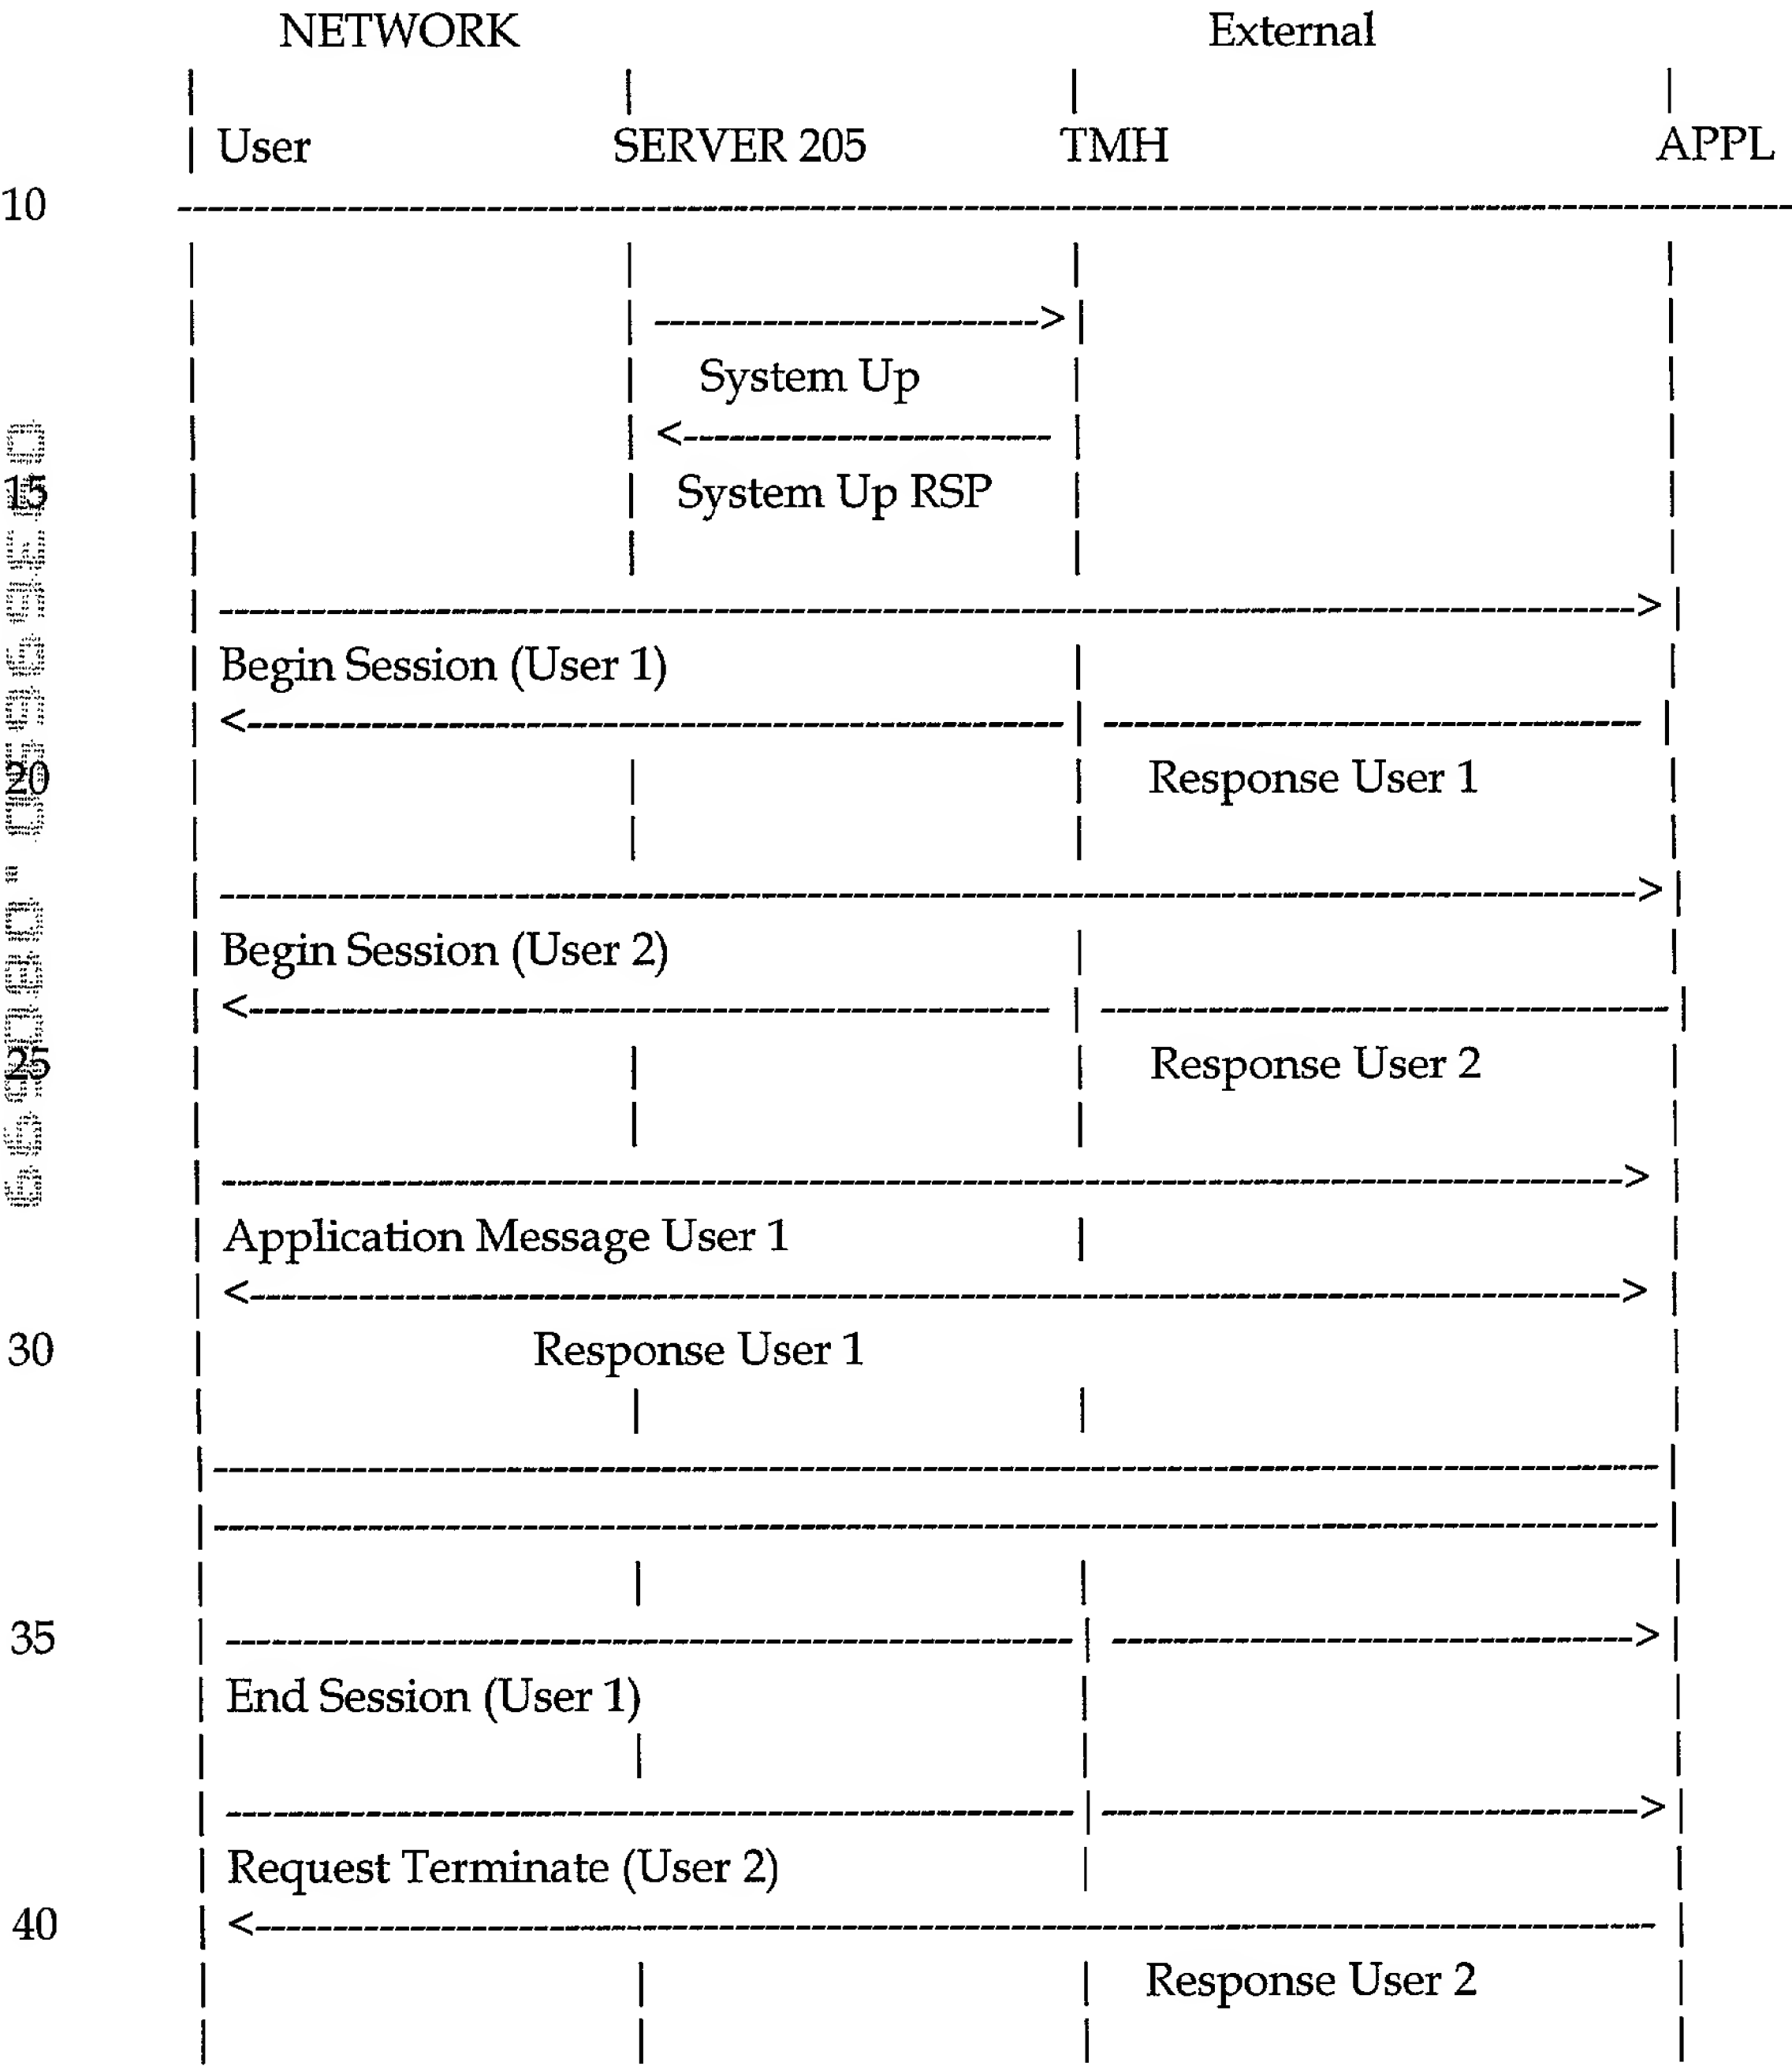 NETWORK External
User SERVER 205 TMH APPL
10
System Up
15 System Up RSP
Begin Session (User 1)
20 Response User 1
Begin Session (User 2)
25 Response User 2
Application Message User 1
30 Response User 1
35
End Session (User 1)
Request Terminate (User 2)
40
Response User 2